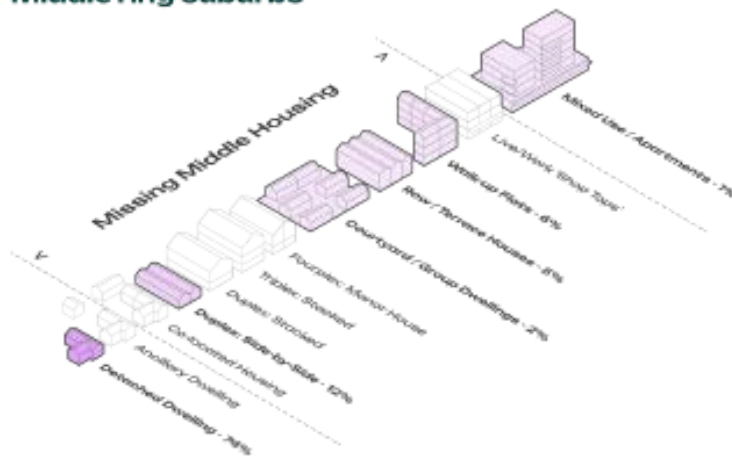 Middle Ring Suburbs
Missing Middle Housing
Mixed Use / Apartments - 7%
Live/Work 'Shop Tops'
Walk-up Flats - 6%
Row / Terrace Houses -
Courtyard / Group Dwellings - 2%
Fourplex: Manor House
Triplex: Stacked
Duplex: Stacked
Duplex: Side-by-Side - 12%
Co-located Housing
Ancillary Dwelling
Detached Dwelling -